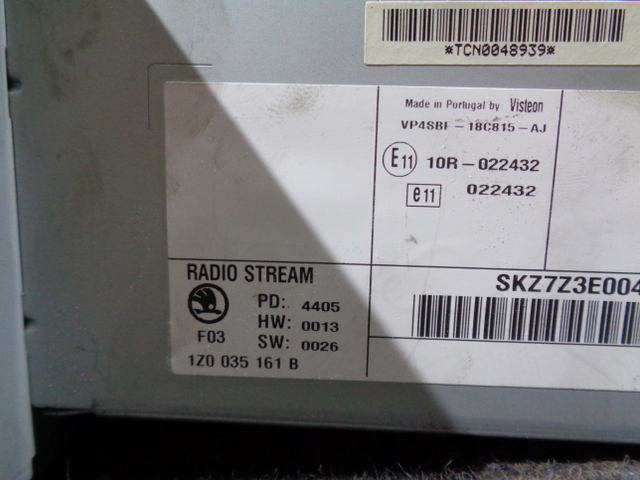 *TCN0048939*
Made in Portugal by Visteon
VP4SBF-18C815-AJ
E11 10R-022432
e11 022432
RADIO STREAM
SKZ7Z3E004
PD: 4405
HW: 0013
F03
SW: 0026
1Z0 035 161 B